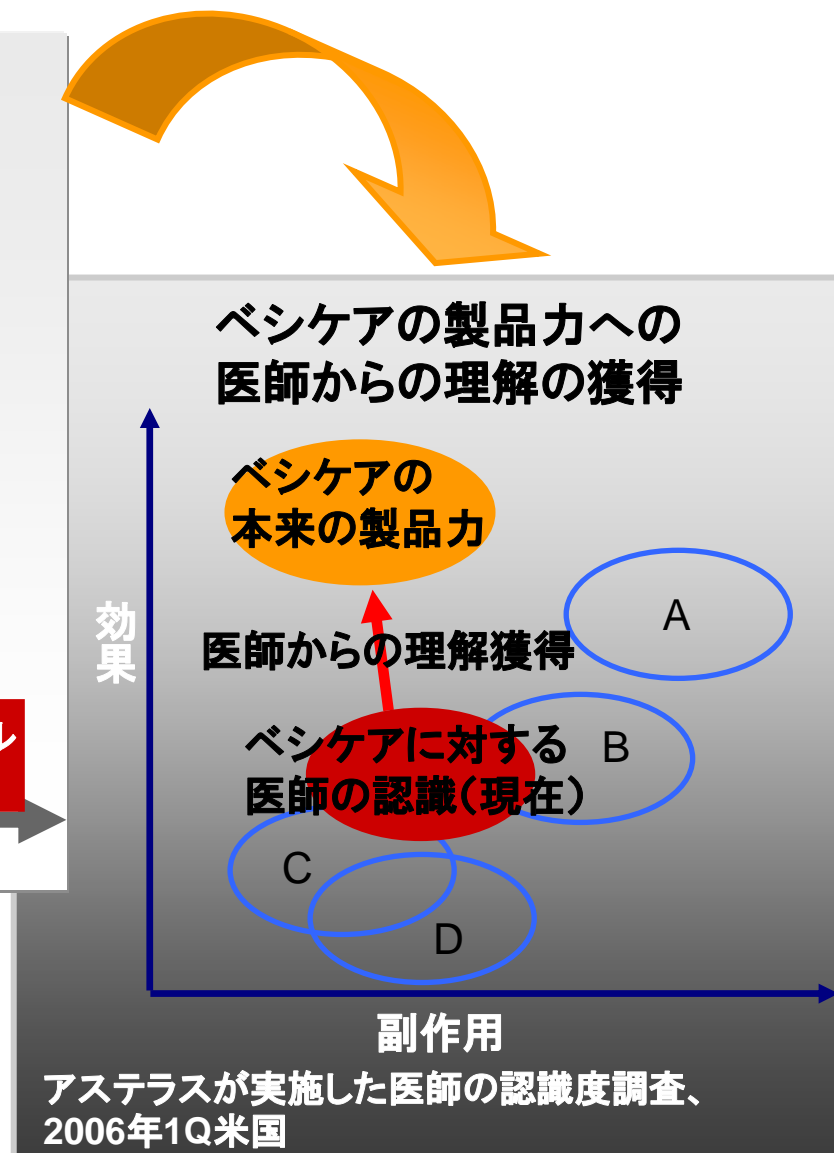 ベシケアの製品力への
医師からの理解の獲得
ベシケアの
本来の製品力
A
効果
医師からの理解獲得
ベシケアに対する
医師の認識（現在）
B
ル
C
D
副作用
アステラスが実施した医師の認識度調査、
2006年1Q米国